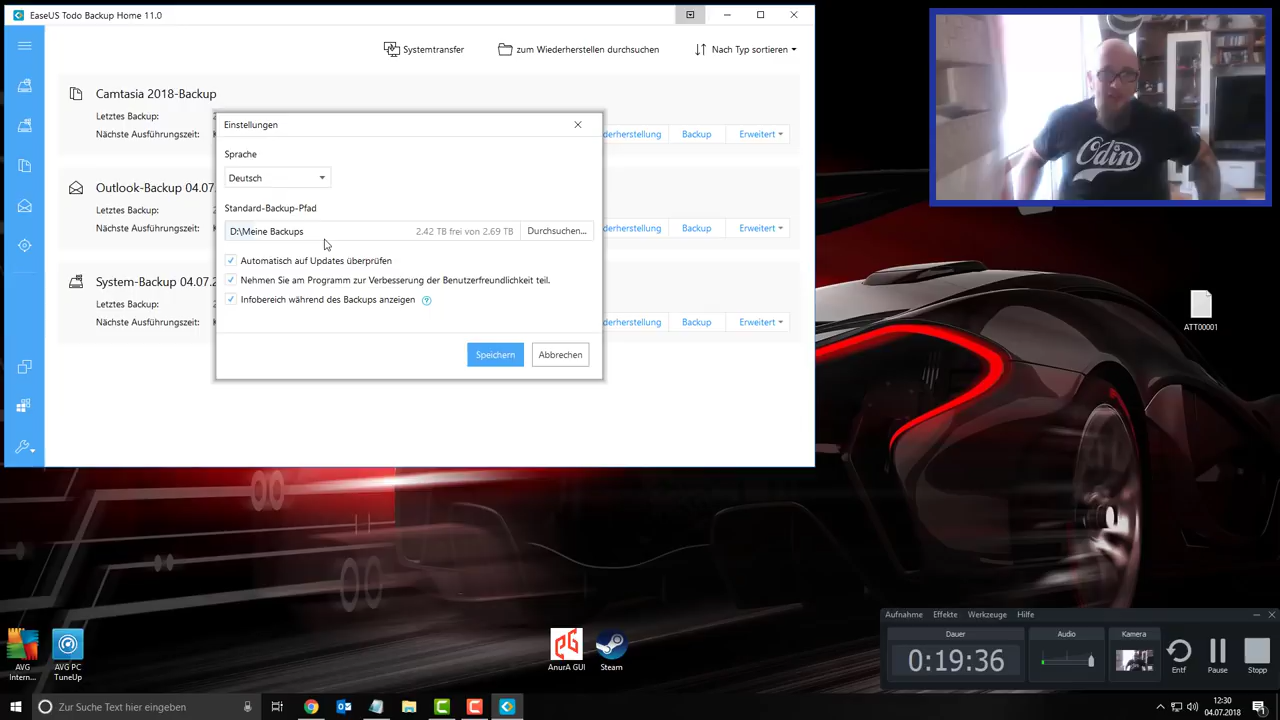 EaseUS Todo Backup Home 11.0
Systemtransfer
zum Wiederherstellen durchsuchen
Nach Typ sortieren
Camtasia 2018-Backup
Letztes Backup: 2
Nächste Ausführungszeit: K
derherstellung
Backup
Erweitert
Outlook-Backup 04.07.
Letztes Backup: 2
Nächste Ausführungszeit: K
derherstellung
Backup
Erweitert
System-Backup 04.07.2
Letztes Backup: 2
Nächste Ausführungszeit: K
derherstellung
Backup
Erweitert
Einstellungen
Sprache
Deutsch
Standard-Backup-Pfad
D:\Meine Backups
2.42 TB frei von 2.69 TB
Durchsuchen...
Automatisch auf Updates überprüfen
Nehmen Sie am Programm zur Verbesserung der Benutzerfreundlichkeit teil.
Infobereich während des Backups anzeigen
?
Speichern
Abbrechen
Odin
ATT00001
AVG
Intern...
AVG PC
TuneUp
AnurA GUI
Steam
Aufnahme Effekte Werkzeuge Hilfe
Dauer
0:19:36
Audio
Kamera
Entf
Pause
Stopp
Zur Suche Text hier eingeben
12:30
04.07.2018
1